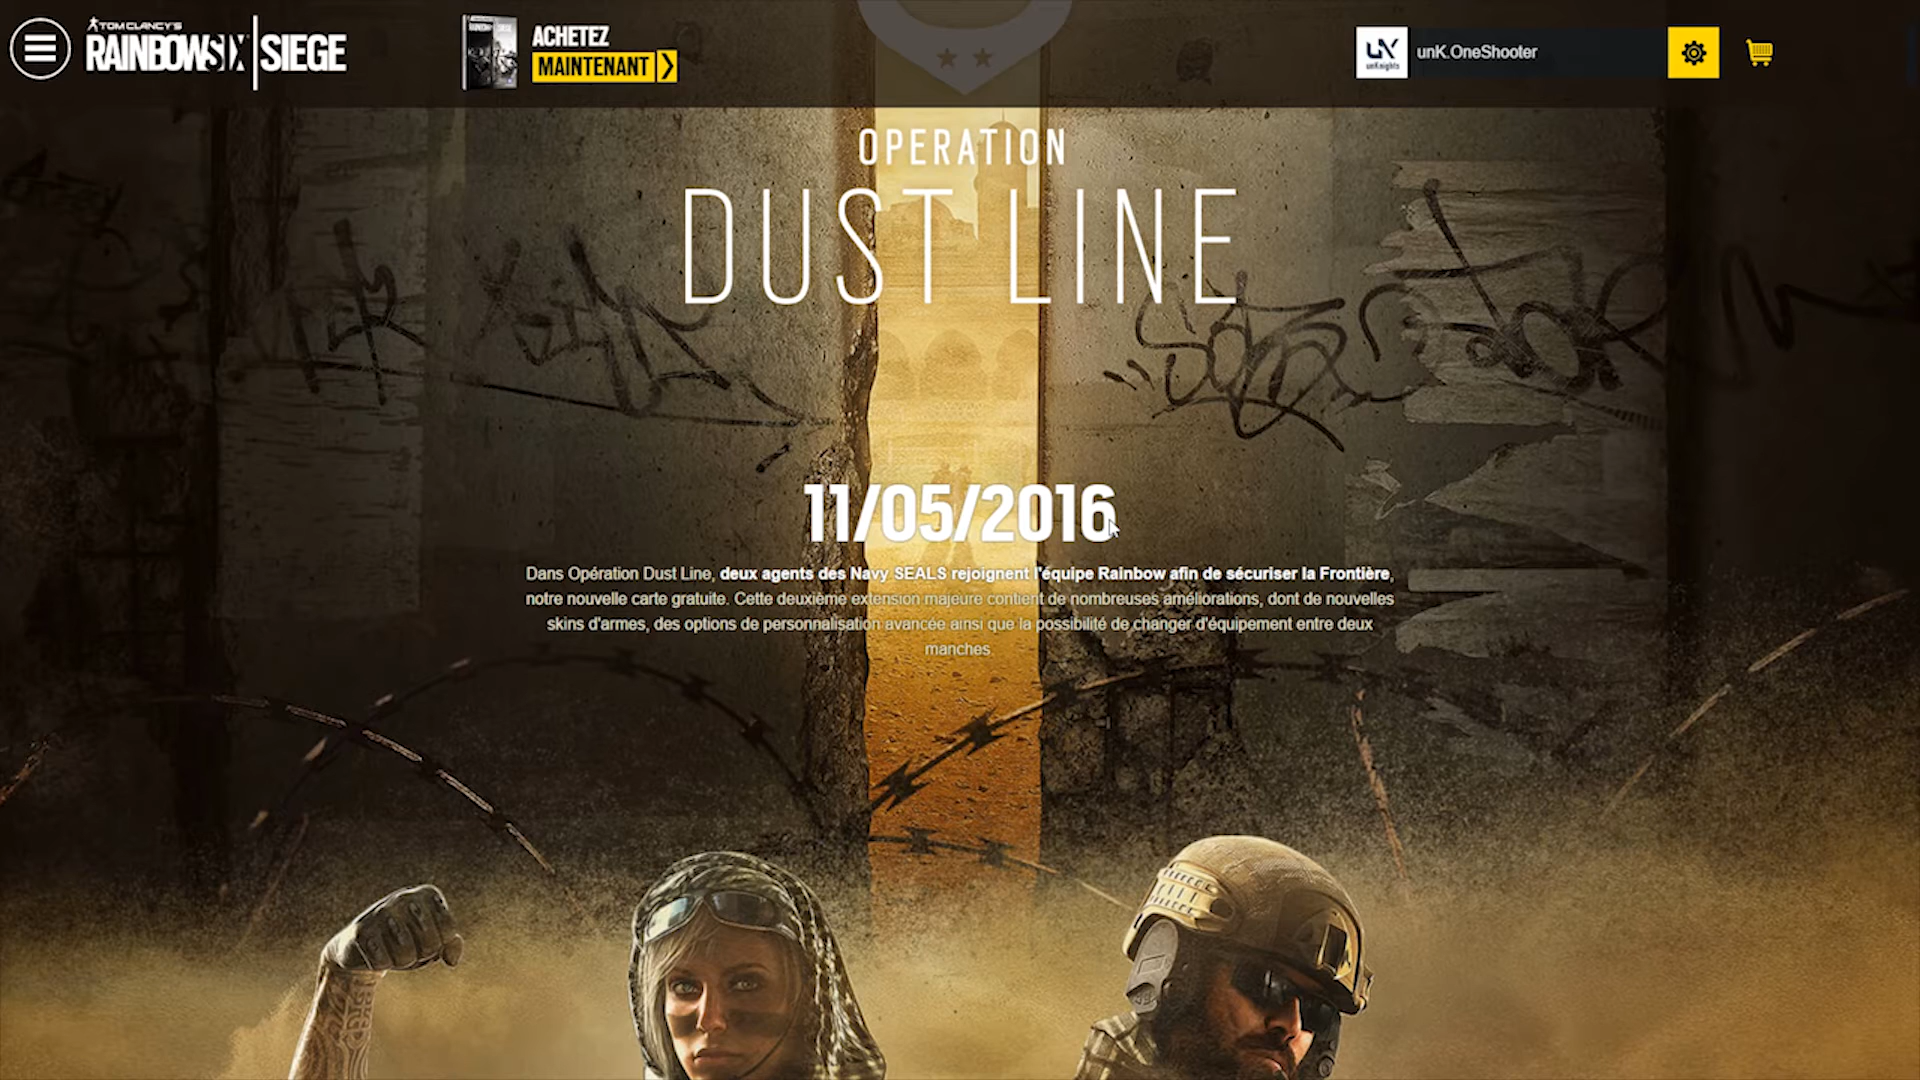 TOM CLANCY'S
RAINBOWSIX | SIEGE
ACHETEZ
MAINTENANT
unKnights
unK.OneShooter
OPERATION
DUST LINE
11/05/2016
Dans Opération Dust Line, deux agents des Navy SEALS rejoignent l'équipe Rainbow afin de sécuriser la Frontière,
notre nouvelle carte gratuite. Cette deuxième extension majeure contient de nombreuses améliorations, dont de nouvelles
skins d'armes, des options de personnalisation avancée ainsi que la possibilité de changer d'équipement entre deux
manches.